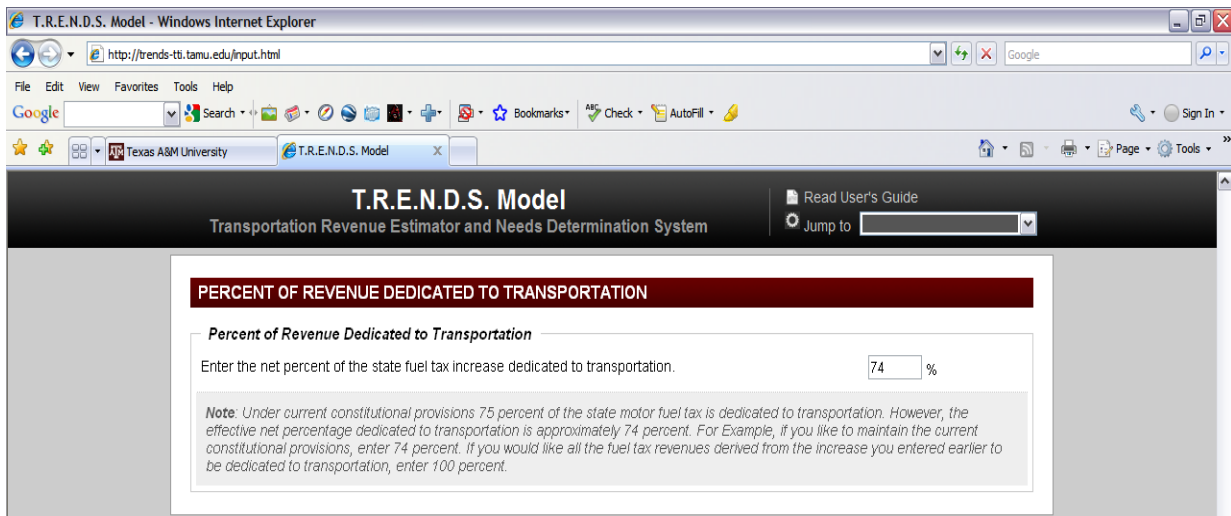 T.R.E.N.D.S. Model - Windows Internet Explorer
http://trends-tti.tamu.edu/input.html
Google
File Edit View Favorites Tools Help
Google Search Bookmarks ABC Check AutoFill Sign In
Texas A&M University T.R.E.N.D.S. Model X Page Tools »
T.R.E.N.D.S. Model
Transportation Revenue Estimator and Needs Determination System
Read User's Guide
Jump to
PERCENT OF REVENUE DEDICATED TO TRANSPORTATION
Percent of Revenue Dedicated to Transportation
Enter the net percent of the state fuel tax increase dedicated to transportation. 74 %
Note: Under current constitutional provisions 75 percent of the state motor fuel tax is dedicated to transportation. However, the
effective net percentage dedicated to transportation is approximately 74 percent. For Example, if you like to maintain the current
constitutional provisions, enter 74 percent. If you would like all the fuel tax revenues derived from the increase you entered earlier to
be dedicated to transportation, enter 100 percent.